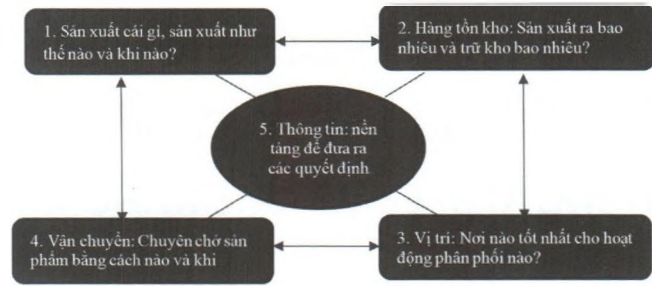 1. Sản xuất cái gì, sản xuất như
thế nào và khi nào?
2. Hàng tồn kho: Sản xuất ra bao
nhiêu và trữ kho bao nhiêu?
5. Thông tin: nền
tảng để đưa ra
các quyết định
4. Vận chuyển: Chuyên chở sản
phẩm bằng cách nào và khi
3. Vị trí: Nơi nào tốt nhất cho hoạt
động phân phối nào?